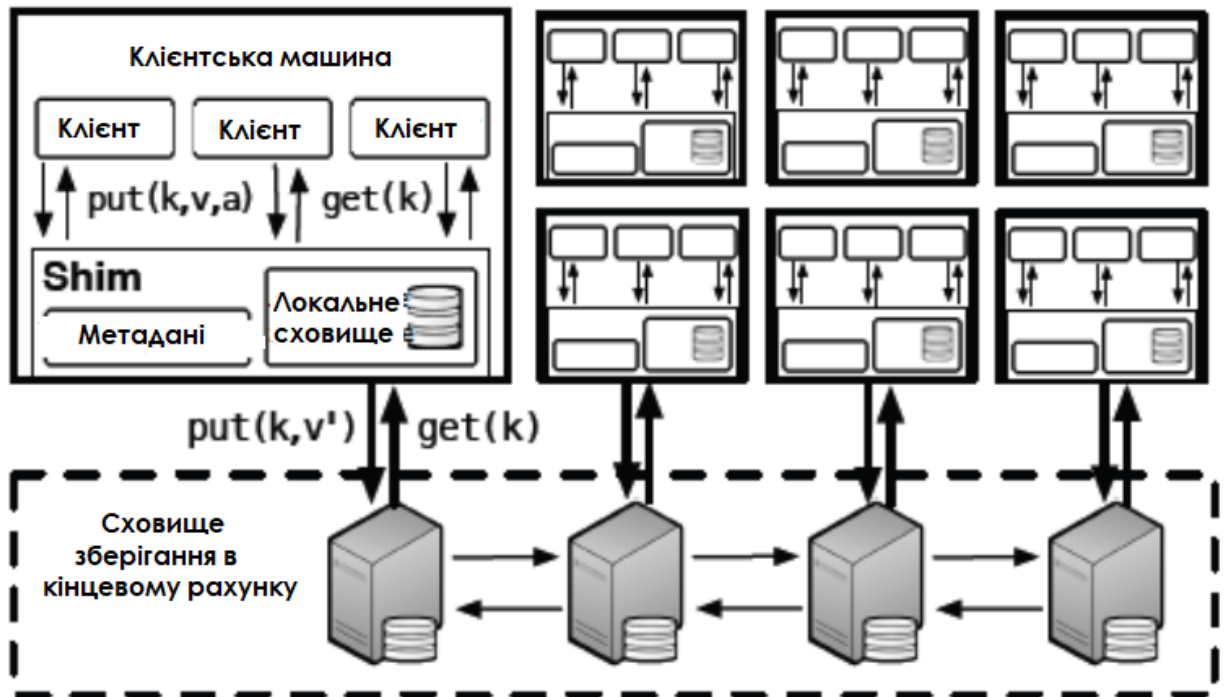 Клієнтська машина
Клієнт Клієнт Клієнт
put(k,v,a) get(k)
Shim
Локальне
Метадані сховище
put(k,v') get(k)
Сховище
зберігання в
кінцевому рахунку